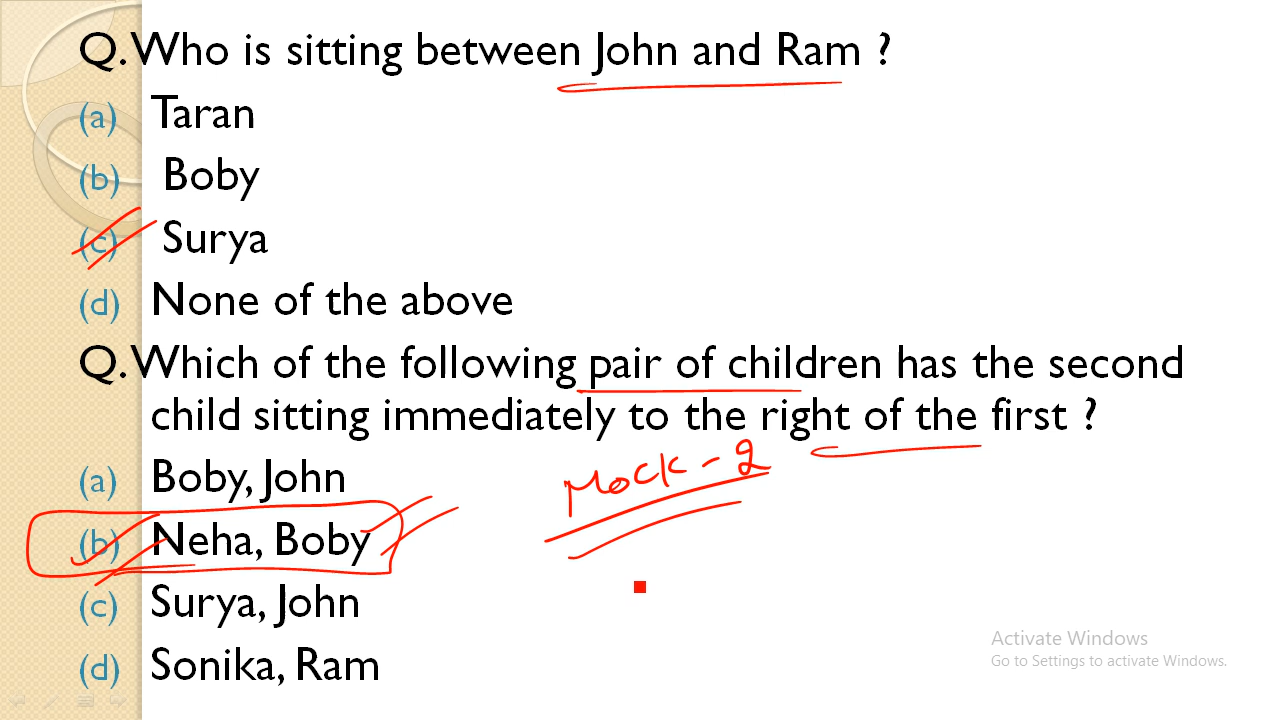 Q. Who is sitting between John and Ram ?
(a) Taran
(b) Boby
(c) Surya
(d) None of the above
Q. Which of the following pair of children has the second
child sitting immediately to the right of the first ?
(a) Boby, John
Mock - 2
(b) Neha, Boby
(c) Surya, John
(d) Sonika, Ram
Activate Windows
Go to Settings to activate Windows.